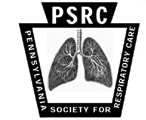 PSRC
PENNSYLVANIA
SOCIETY FOR
RESPIRATORY CARE